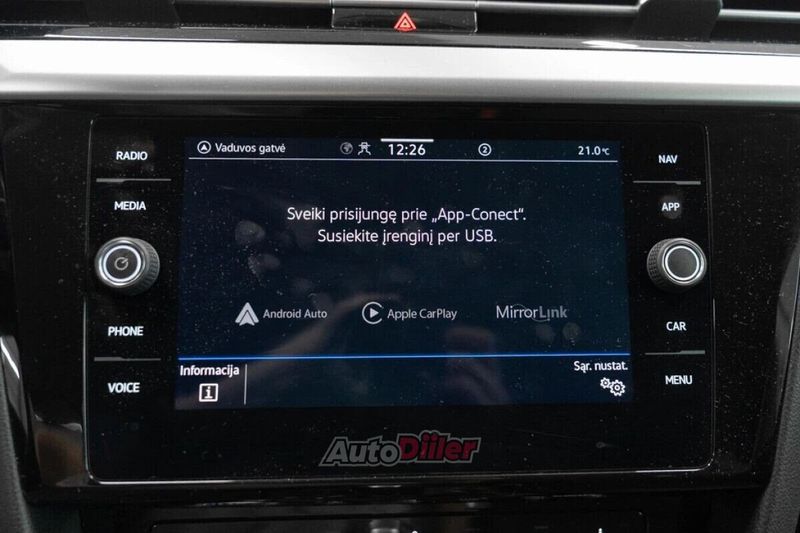 RADIO
MEDIA
PHONE
VOICE
Vaduvos gatvė
12:26
2
21.0°C
Sveiki prisijungę prie „App-Conect“.
Susiekite įrenginį per USB.
Android Auto
Apple CarPlay
MirrorLink
Informacija
i
Sąr. nustat.
NAV
APP
CAR
MENU
AutoDiiler